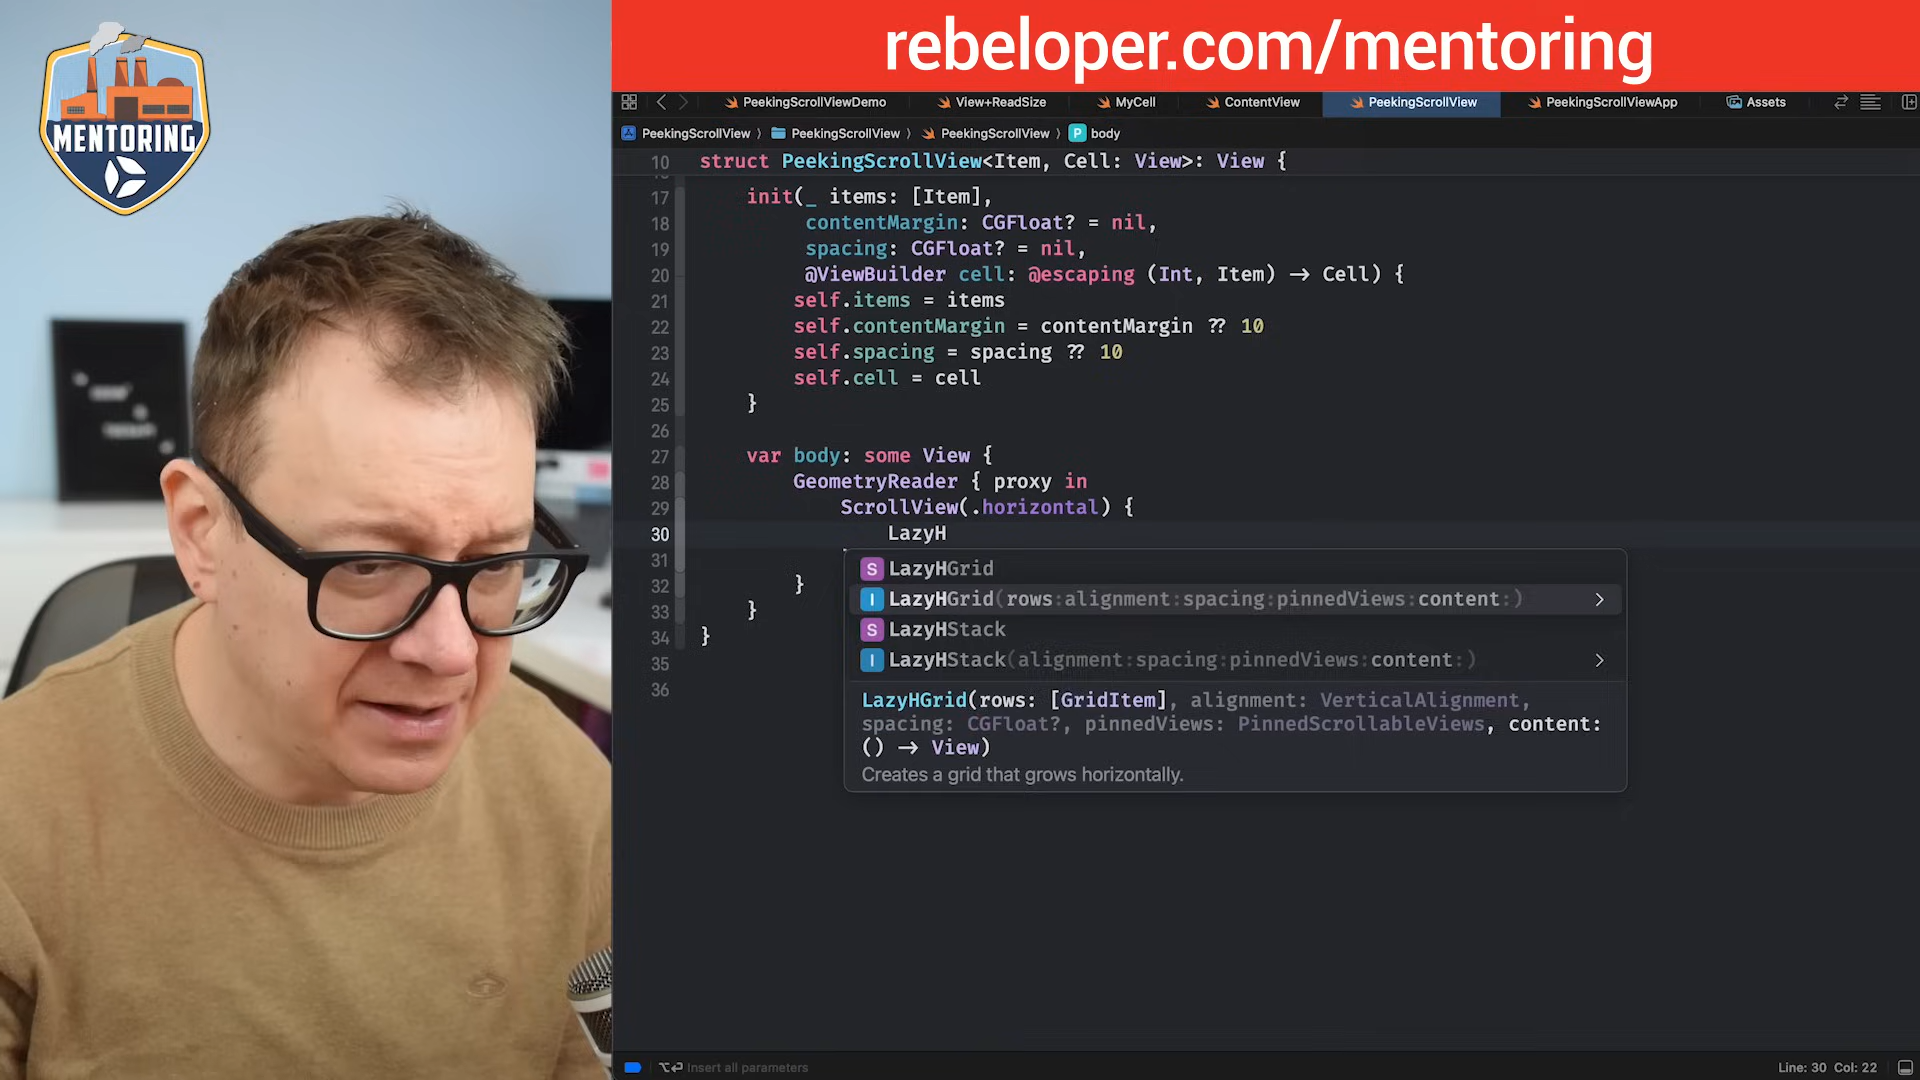 MENTORING
rebeloper.com/mentoring
PeekingScrollViewDemo View+ReadSize MyCell ContentView PeekingScrollView PeekingScrollViewApp Assets
PeekingScrollView 〉 PeekingScrollView 〉 PeekingScrollView 〉 P body
10 struct PeekingScrollView<Item, Cell: View>: View {
17 init(_ items: [Item],
18 contentMargin: CGFloat? = nil,
19 spacing: CGFloat? = nil,
20 @ViewBuilder cell: @escaping (Int, Item) -> Cell) {
21 self.items = items
22 self.contentMargin = contentMargin ?? 10
23 self.spacing = spacing ?? 10
24 self.cell = cell
25 }
26
27 var body: some View {
28 GeometryReader { proxy in
29 ScrollView(.horizontal) {
30 LazyH
31
32 }
33 }
34 }
35
36
S LazyHGrid
I LazyHGrid(rows:alignment:spacing:pinnedViews:content:)
S LazyHStack
I LazyHStack(alignment:spacing:pinnedViews:content:)
LazyHGrid(rows: [GridItem], alignment: VerticalAlignment,
spacing: CGFloat?, pinnedViews: PinnedScrollableViews, content:
() -> View)
Creates a grid that grows horizontally.
⌥↩ Insert all parameters
Line: 30 Col: 22